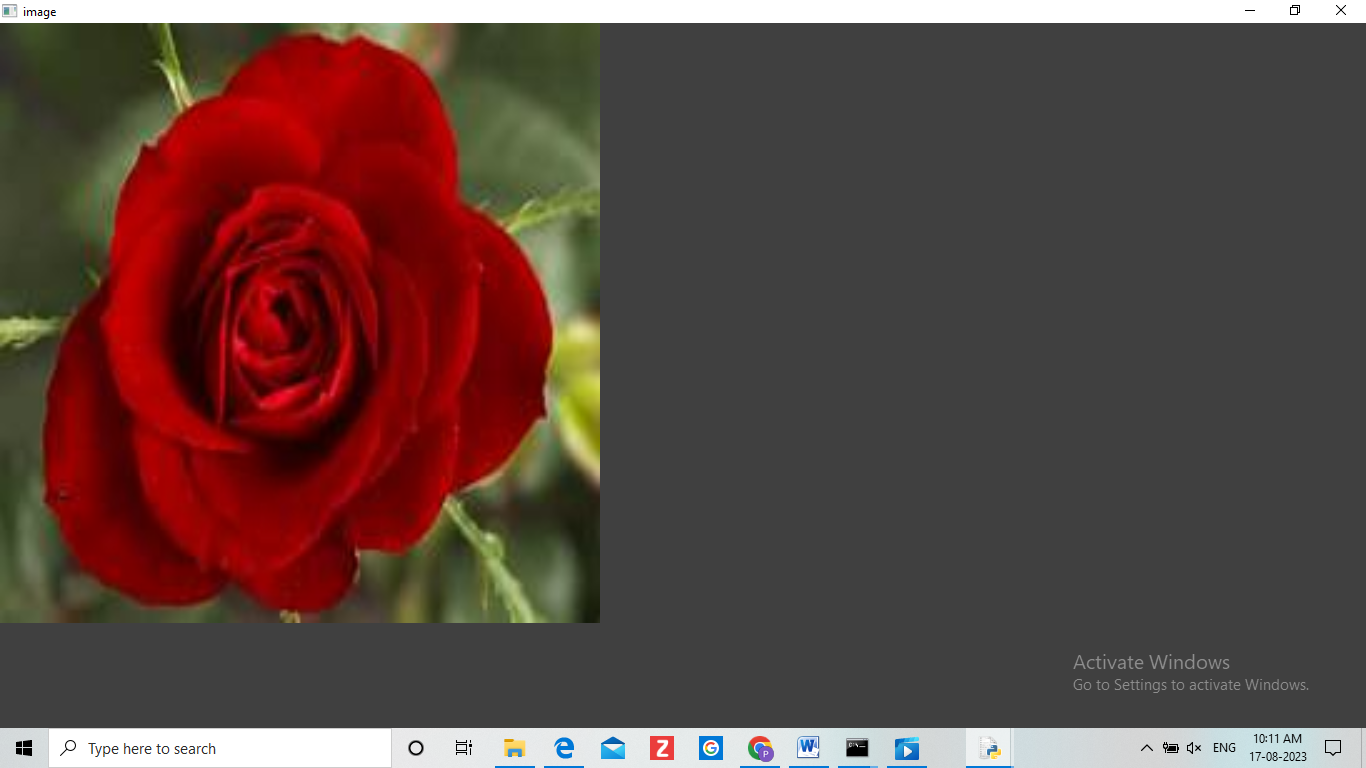 image
Activate Windows
Go to Settings to activate Windows.
Type here to search
Z
G
P
W
ENG
10:11 AM
17-08-2023